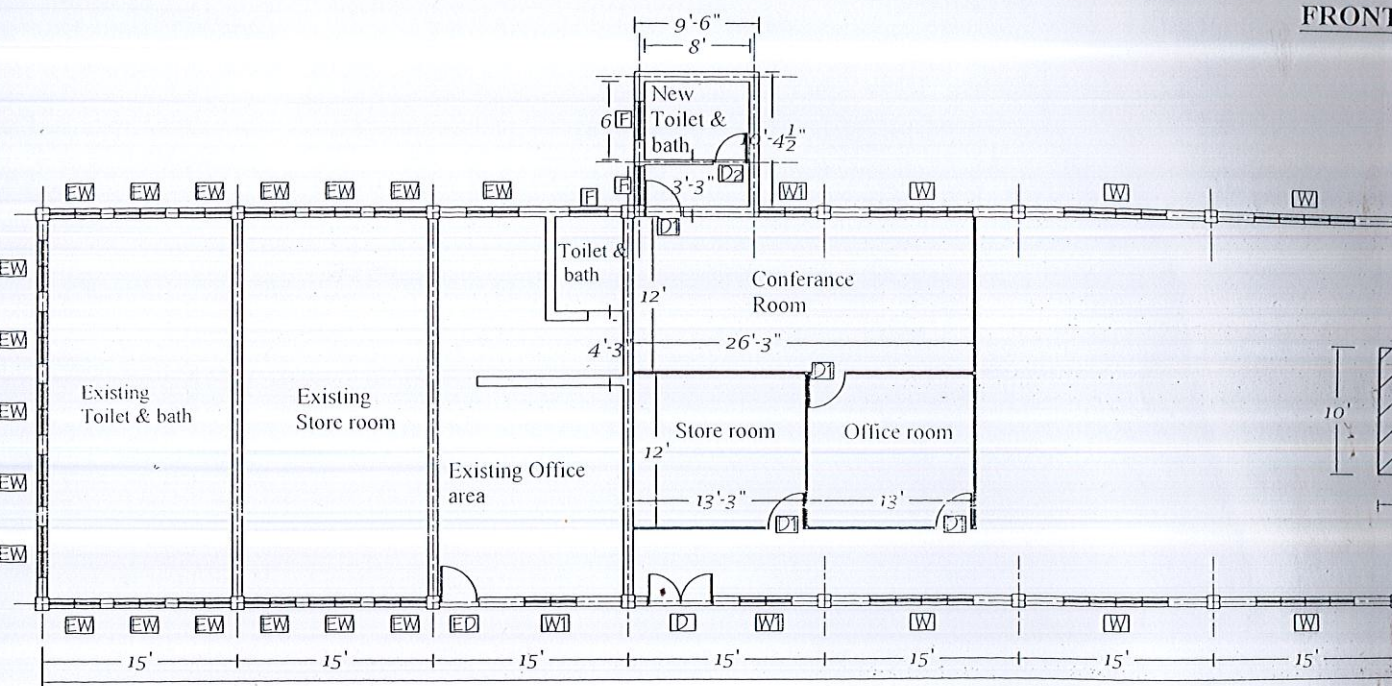 FRONT
9'-6"
8'
New
Toilet &
bath
6
F
'-4½"
D2
3'-3"
EW
EW
EW
EW
EW
EW
EW
F
F
W1
W
W
W
D1
EW
EW
EW
EW
EW
Toilet &
bath
Conferance
Room
12'
26'-3"
4'-3
D1
Existing
Toilet & bath
Existing
Store room
Existing Office
area
Store room
Office room
12'
13'-3"
13'
D1
D1
10'
EW
EW
EW
EW
EW
EW
ED
W1
D
W1
W
W
W
15'
15'
15'
15'
15'
15'
15'